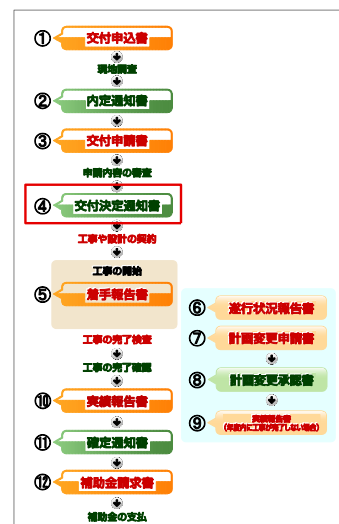 ① 交付申込書
現地調査
② 内定通知書
③ 交付申請書
申請内容の審査
④ 交付決定通知書
工事や設計の契約
工事の開始
⑤ 着手報告書
工事の完了検査
工事の完了確認
⑩ 実績報告書
⑪ 確定通知書
⑫ 補助金請求書
補助金の支払
⑥ 遂行状況報告書
⑦ 計画変更申請書
⑧ 計画変更承認書
⑨ 実績報告書
(年度内に工事が完了しない場合)